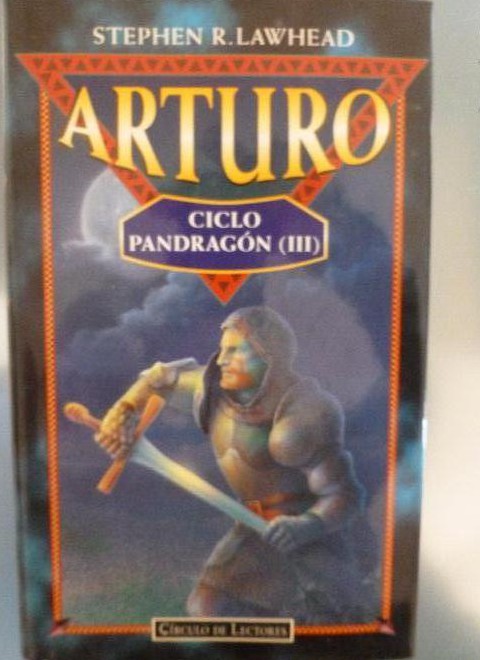 STEPHEN R. LAWHEAD
ARTURO
CICLO
PANDRAGÓN (III)
CÍRCULO DE LECTORES